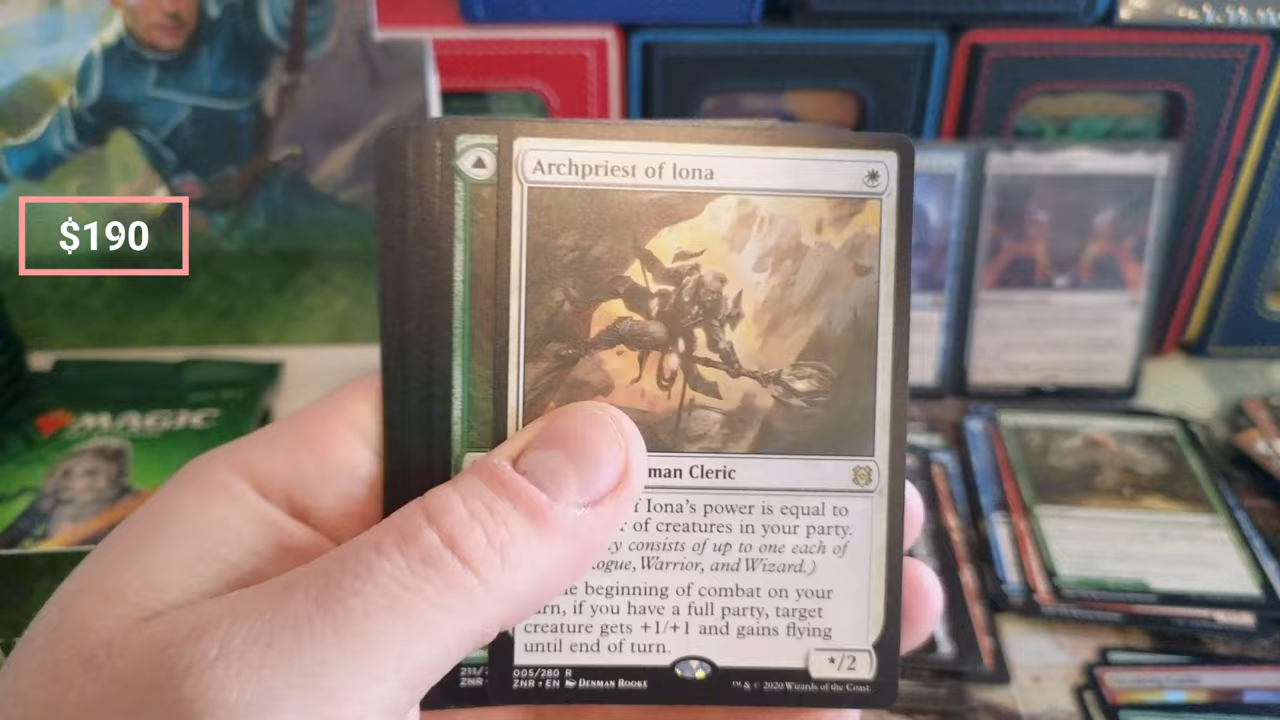 $190
MAGIC
Archpriest of Iona
man Cleric
f Iona's power is equal to
of creatures in your party.
y consists of up to one each of
ogue, Warrior, and Wizard.)
e beginning of combat on your
rn, if you have a full party, target
creature gets +1/+1 and gains flying
until end of turn.
*/2
211/
ZNR
005/280 R
ZNR • EN Denman Rooke
™ & © 2020 Wizards of the Coast